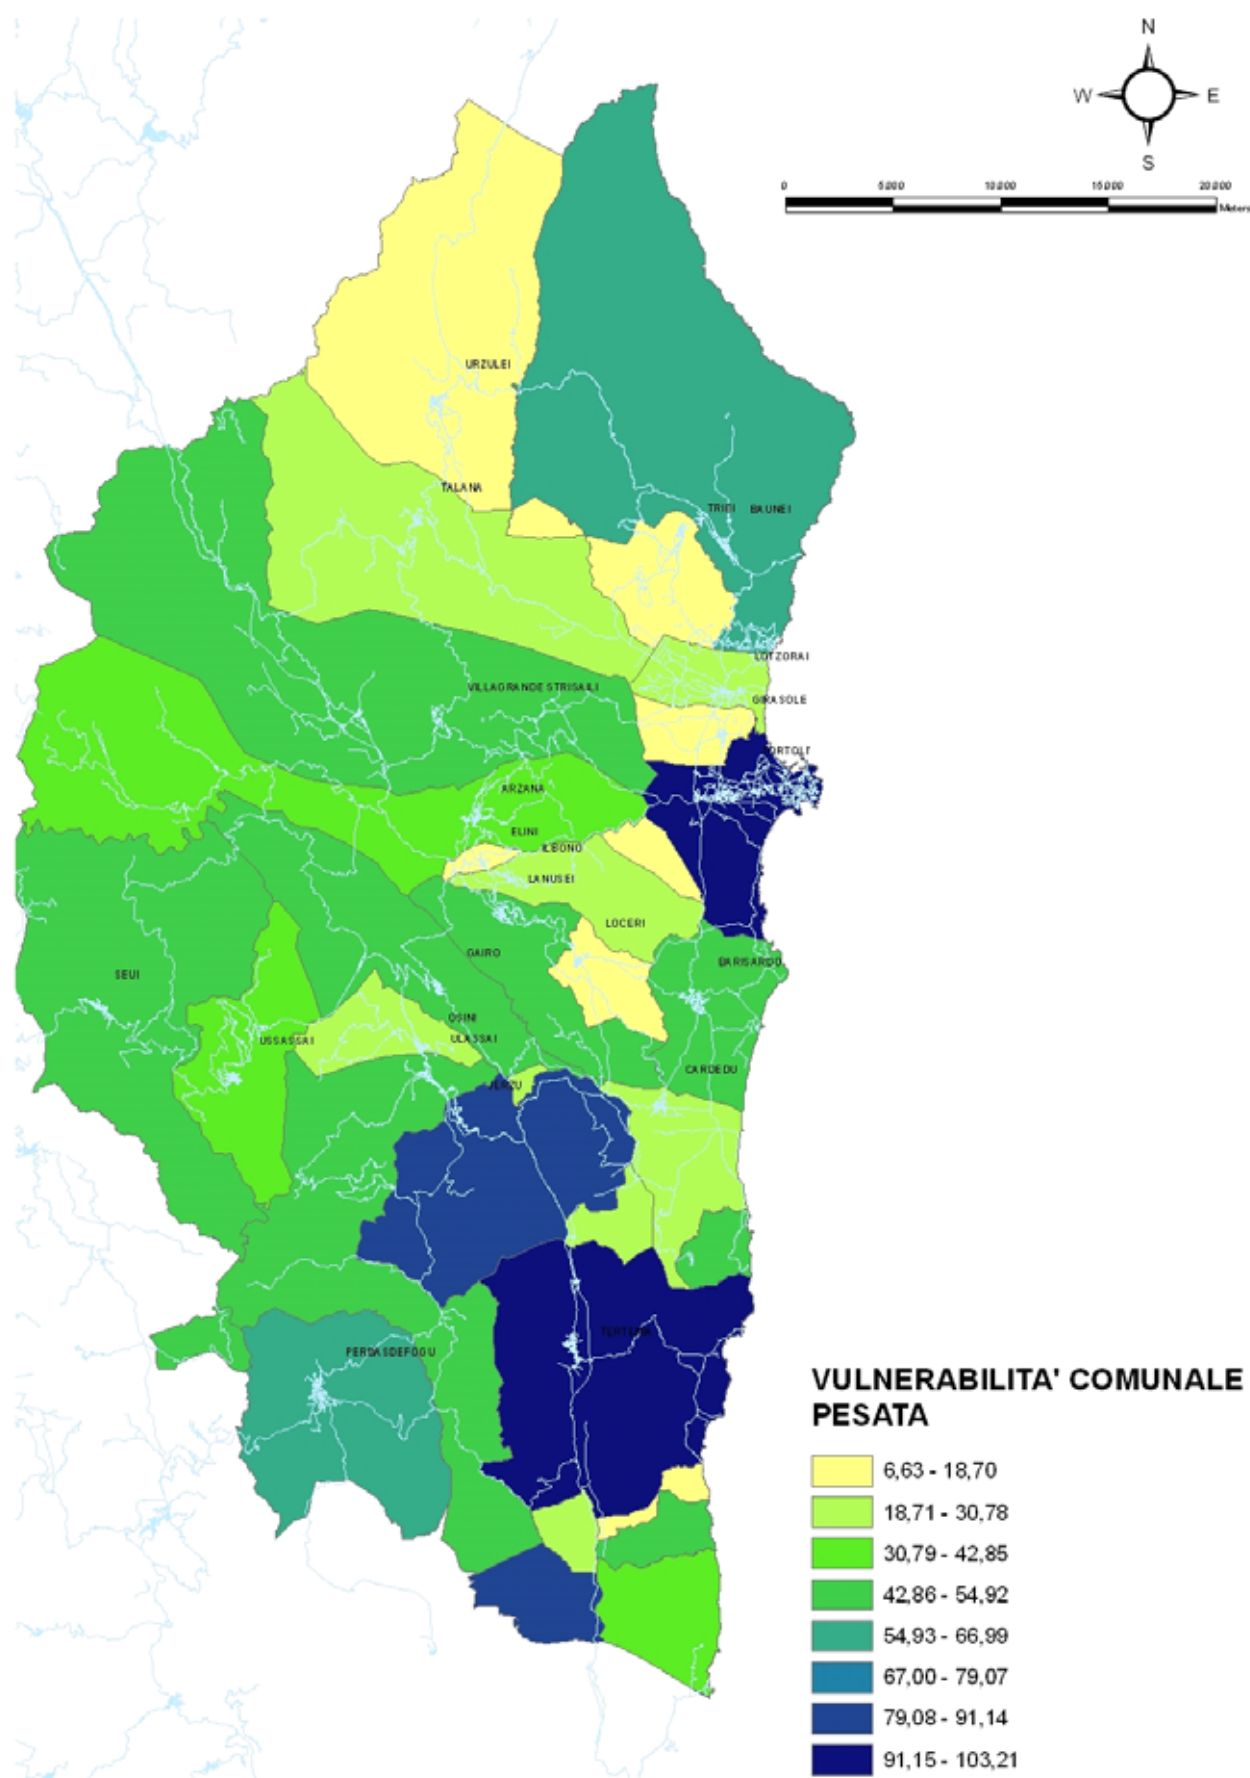 N
W E
S
0 5000 10000 15000 20000
Meters
URZULEI
TALANA
TRIEI BAUNEI
LOTZORAI
VILLAGRANDE STRISAILI
GIRASOLE
TORTOLI'
ARZANA
ELINI
ILBONO
LANUSEI
LOCERI
GAIRO
BARISARDO
SEUI
OSINI
ULASSAI
USSASSAI
CARDEDU
JERZU
TERTENIA
PERDASDEFOGU
VULNERABILITA' COMUNALE
PESATA
6,63 - 18,70
18,71 - 30,78
30,79 - 42,85
42,86 - 54,92
54,93 - 66,99
67,00 - 79,07
79,08 - 91,14
91,15 - 103,21